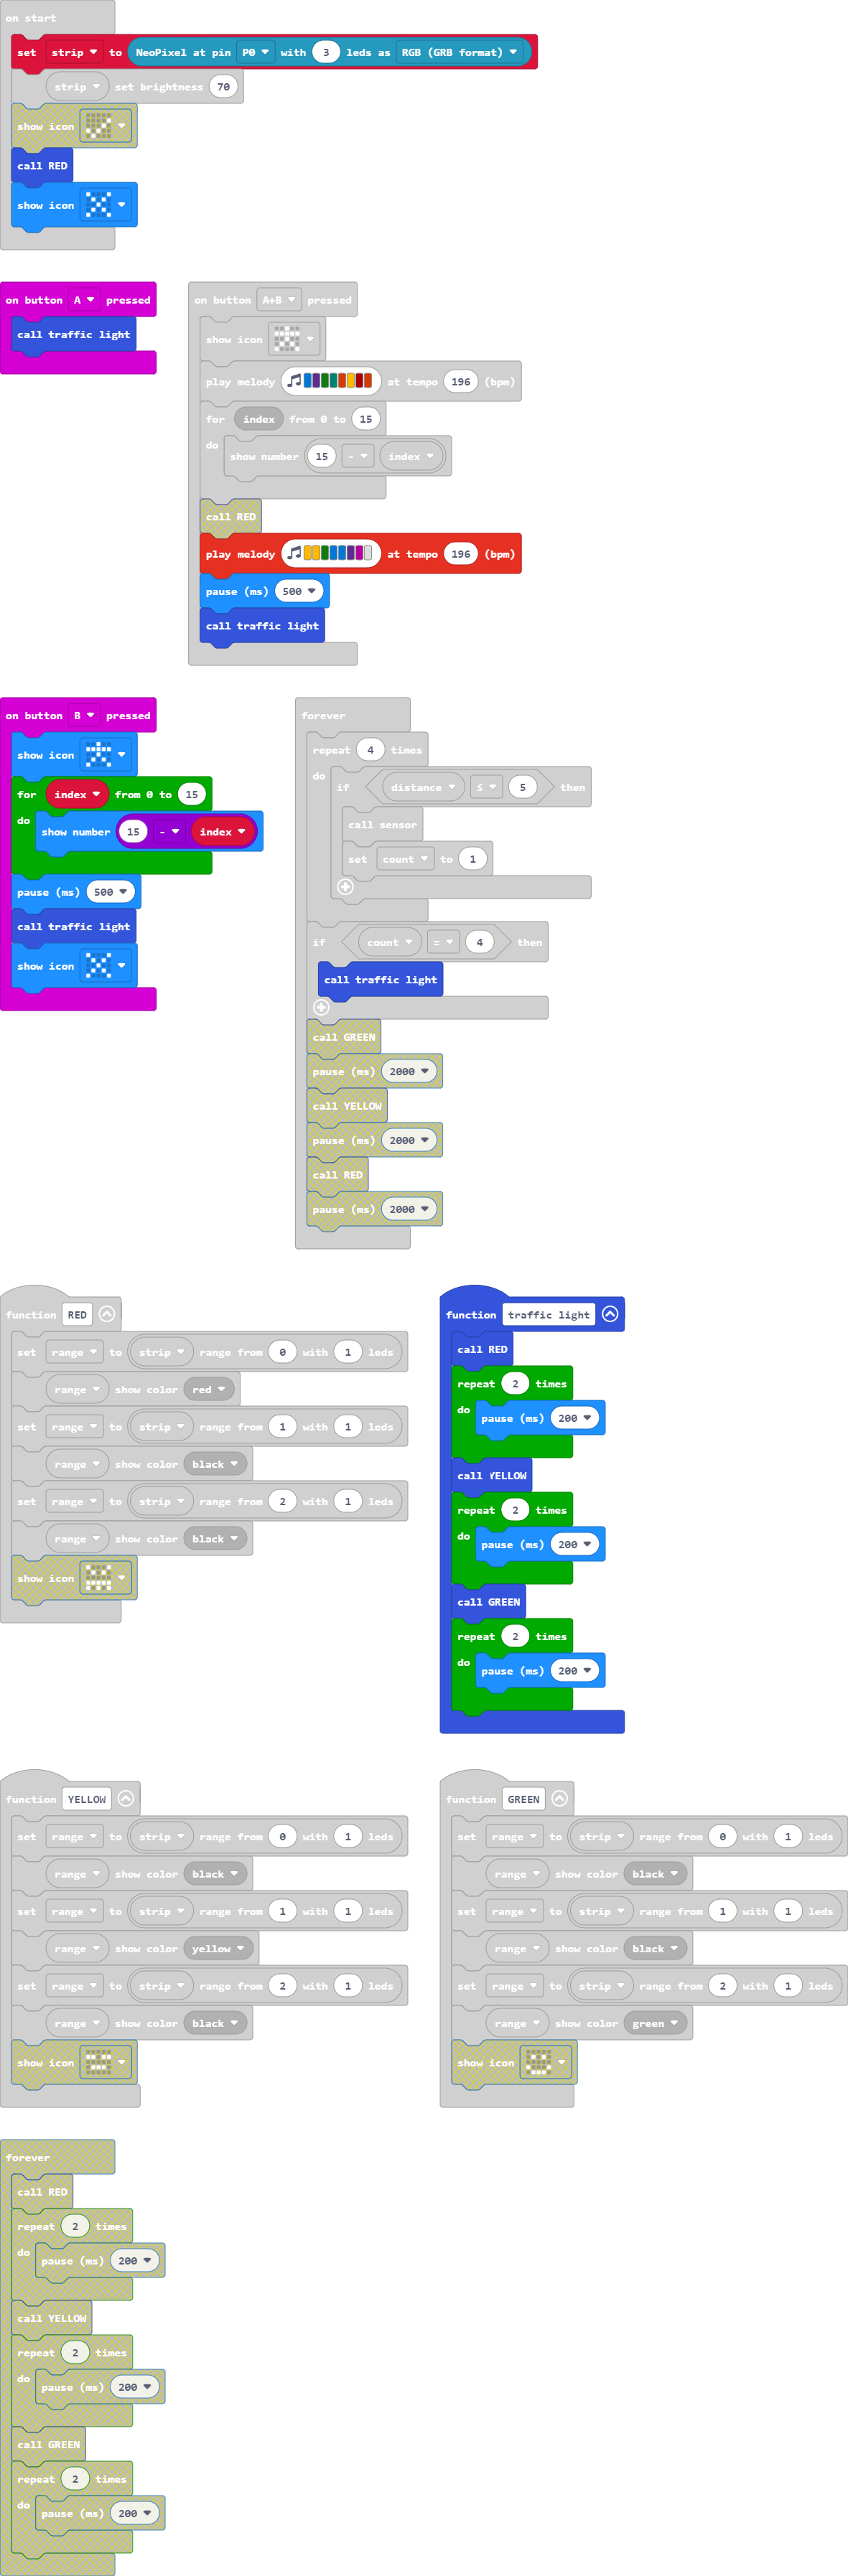 on start
set strip to NeoPixel at pin P0 with 3 leds as RGB (GRB format)
strip set brightness 70
show icon
call RED
show icon
on button A pressed
call traffic light
on button A+B pressed
show icon
play melody at tempo 196 (bpm)
for index from 0 to 15
do
show number 15 - index
call RED
play melody at tempo 196 (bpm)
pause (ms) 500
call traffic light
on button B pressed
show icon
for index from 0 to 15
do
show number 15 - index
pause (ms) 500
call traffic light
show icon
forever
repeat 4 times
do
if distance ≤ 5 then
call sensor
set count to 1
if count = 4 then
call traffic light
call GREEN
pause (ms) 2000
call YELLOW
pause (ms) 2000
call RED
pause (ms) 2000
function RED
set range to strip range from 0 with 1 leds
range show color red
set range to strip range from 1 with 1 leds
range show color black
set range to strip range from 2 with 1 leds
range show color black
show icon
function traffic light
call RED
repeat 2 times
do
pause (ms) 200
call YELLOW
repeat 2 times
do
pause (ms) 200
call GREEN
repeat 2 times
do
pause (ms) 200
function YELLOW
set range to strip range from 0 with 1 leds
range show color black
set range to strip range from 1 with 1 leds
range show color yellow
set range to strip range from 2 with 1 leds
range show color black
show icon
function GREEN
set range to strip range from 0 with 1 leds
range show color black
set range to strip range from 1 with 1 leds
range show color black
set range to strip range from 2 with 1 leds
range show color green
show icon
forever
call RED
repeat 2 times
do
pause (ms) 200
call YELLOW
repeat 2 times
do
pause (ms) 200
call GREEN
repeat 2 times
do
pause (ms) 200